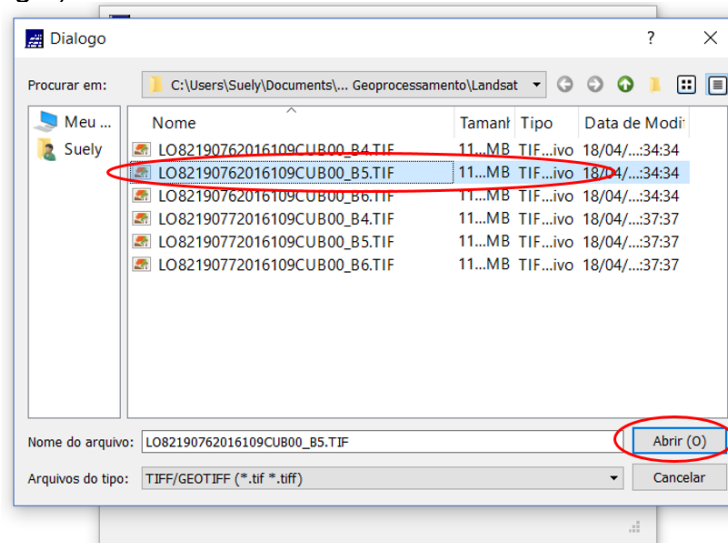 Dialogo ? X
Procurar em: C:\Users\Suely\Documents\... Geoprocessamento\Landsat
Meu ...
Suely
Nome Tamanh Tipo Data de Modif
LO82190762016109CUB00_B4.TIF 11...MB TIF...ivo 18/04/...:34:34
LO82190762016109CUB00_B5.TIF 11...MB TIF...ivo 18/04/...:34:34
LO82190762016109CUB00_B6.TIF 11...MB TIF...ivo 18/04/...:34:34
LO82190772016109CUB00_B4.TIF 11...MB TIF...ivo 18/04/...:37:37
LO82190772016109CUB00_B5.TIF 11...MB TIF...ivo 18/04/...:37:37
LO82190772016109CUB00_B6.TIF 11...MB TIF...ivo 18/04/...:37:37
Nome do arquivo: LO82190762016109CUB00_B5.TIF Abrir (O)
Arquivos do tipo: TIFF/GEOTIFF (*.tif *.tiff) Cancelar